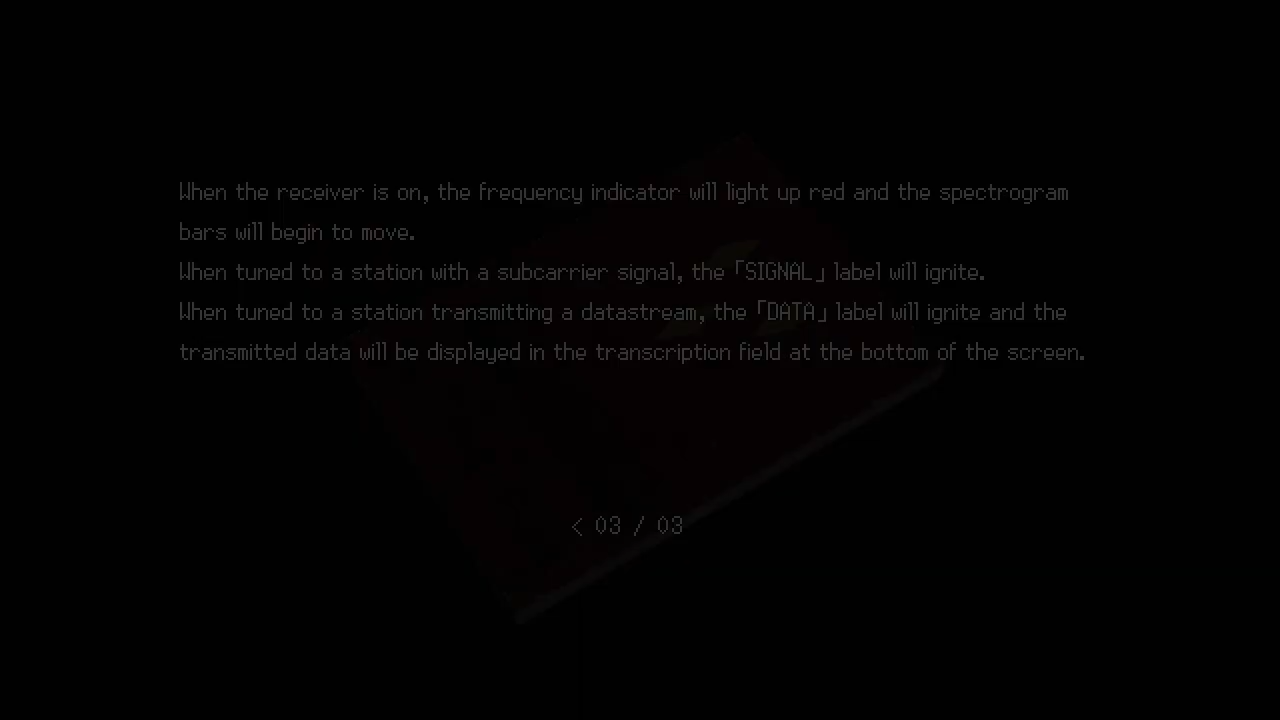 When the receiver is on, the frequency indicator will light up red and the spectrogram
bars will begin to move.
When tuned to a station with a subcarrier signal, the「SIGNAL」label will ignite.
When tuned to a station transmitting a datastream, the「DATA」label will ignite and the
transmitted data will be displayed in the transcription field at the bottom of the screen.
< 03 / 03